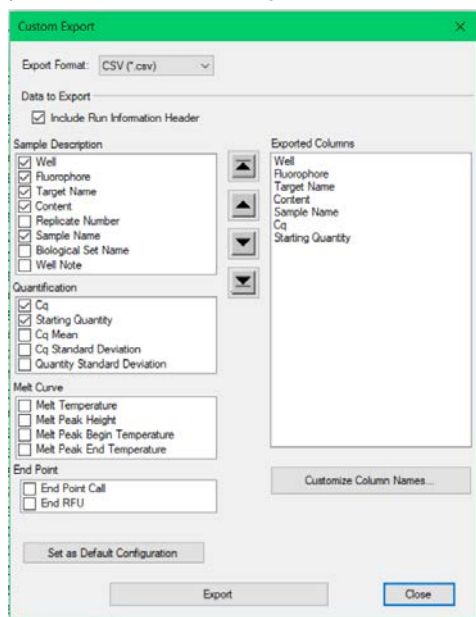 Custom Export
Export Format: CSV (*.csv)
Data to Export
Include Run Information Header
Sample Description
Well
Fluorophore
Target Name
Content
Replicate Number
Sample Name
Biological Set Name
Well Note
Quantification
Cq
Starting Quantity
Cq Mean
Cq Standard Deviation
Quantity Standard Deviation
Melt Curve
Melt Temperature
Melt Peak Height
Melt Peak Begin Temperature
Melt Peak End Temperature
End Point
End Point Call
End RFU
Exported Columns
Well
Fluorophore
Target Name
Content
Sample Name
Cq
Starting Quantity
Customize Column Names...
Set as Default Configuration
Export
Close